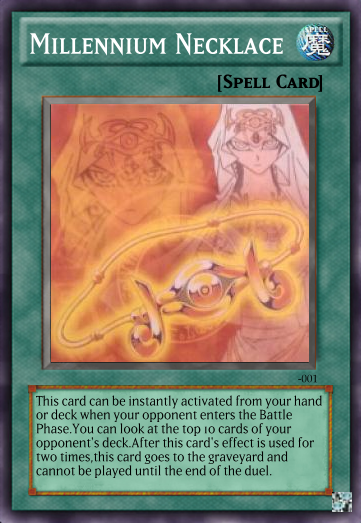 Millennium Necklace
SPELL
魔
[Spell Card]
-001
This card can be instantly activated from your hand
or deck when your opponent enters the Battle
Phase.You can look at the top 10 cards of your
opponent's deck.After this card's effect is used for
two times,this card goes to the graveyard and
cannot be played until the end of the duel.